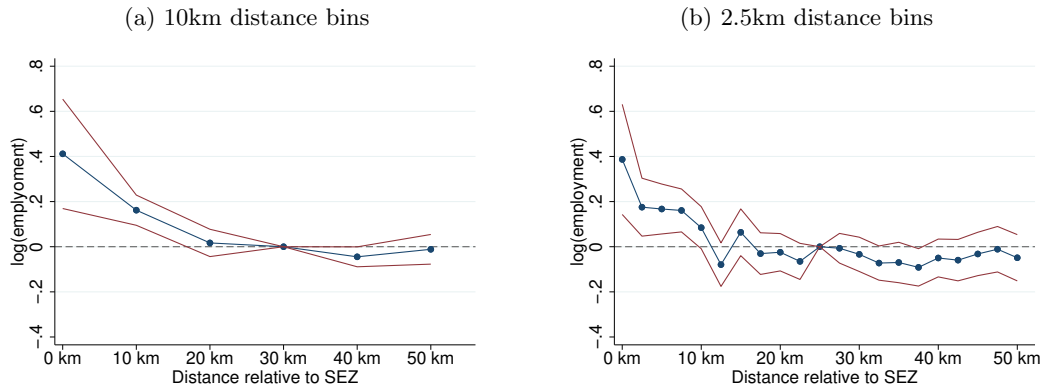 (a) 10km distance bins
.8
.6
.4
.2
0
-.2
-.4
log(emplyoment)
0 km 10 km 20 km 30 km 40 km 50 km
Distance relative to SEZ
(b) 2.5km distance bins
.8
.6
.4
.2
0
-.2
-.4
log(employment)
0 km 10 km 20 km 30 km 40 km 50 km
Distance relative to SEZ